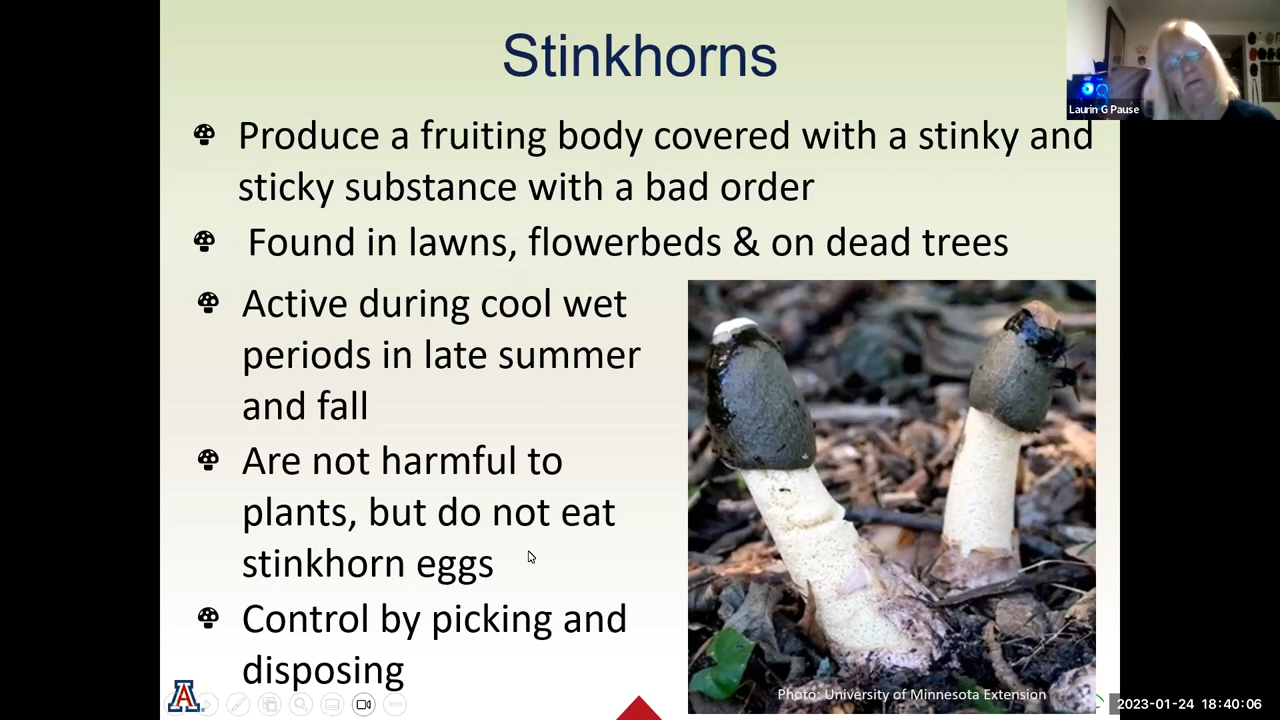 Stinkhorns
Laurin G Pause
Produce a fruiting body covered with a stinky and
sticky substance with a bad order
Found in lawns, flowerbeds & on dead trees
Active during cool wet
periods in late summer
and fall
Are not harmful to
plants, but do not eat
stinkhorn eggs
Control by picking and
disposing
Photo: University of Minnesota Extension
A
2023-01-24 18:40:06